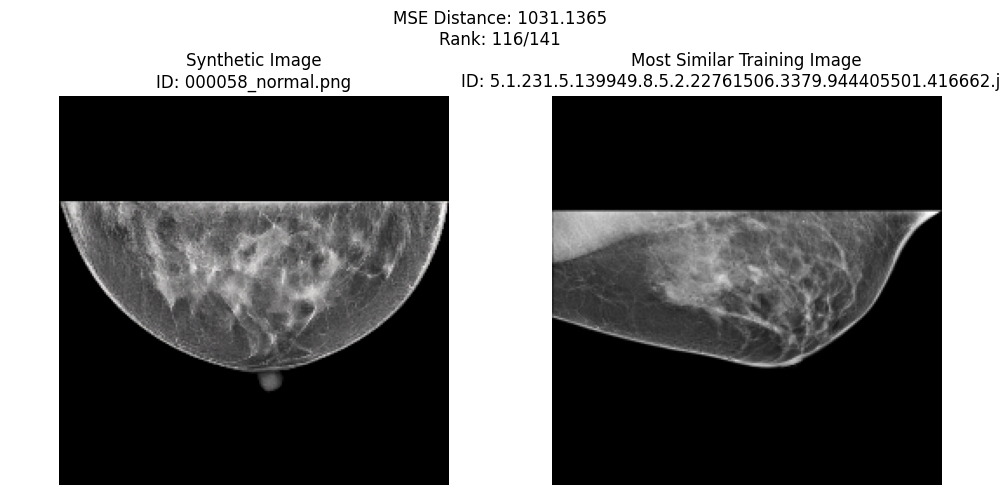 MSE Distance: 1031.1365
Rank: 116/141
Synthetic Image
ID: 000058_normal.png
Most Similar Training Image
ID: 5.1.231.5.139949.8.5.2.22761506.3379.944405501.416662.j